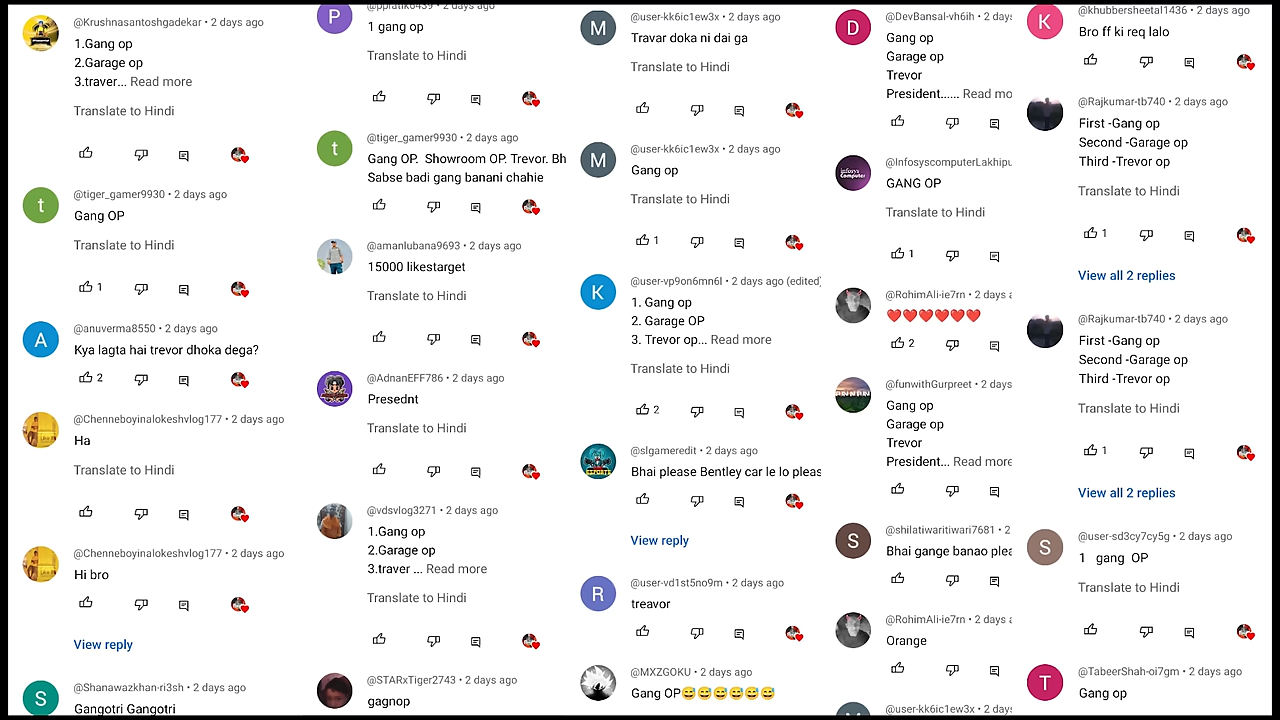 @Krushnasantoshgadekar • 2 days ago
1.Gang op
2.Garage op
3.traver... Read more
Translate to Hindi
@tiger_gamer9930 • 2 days ago
Gang OP
Translate to Hindi
1
@anuverma8550 • 2 days ago
Kya lagta hai trevor dhoka dega?
2
@Chenneboyinalokeshvlog177 • 2 days ago
Ha
Translate to Hindi
@Chenneboyinalokeshvlog177 • 2 days ago
Hi bro
View reply
@Shanawazkhan-ri3sh • 2 days ago
Gangotri Gangotri
1 gang op
Translate to Hindi
@tiger_gamer9930 • 2 days ago
Gang OP. Showroom OP. Trevor. Bh
Sabse badi gang banani chahie
@amanlubana9693 • 2 days ago
15000 likestarget
Translate to Hindi
@AdnanEFF786 • 2 days ago
Presednt
Translate to Hindi
@vdsvlog3271 • 2 days ago
1.Gang op
2.Garage op
3.traver ... Read more
Translate to Hindi
@STARxTiger2743 • 2 days ago
gagnop
@user-kk6ic1ew3x • 2 days ago
Travar doka ni dai ga
Translate to Hindi
@user-kk6ic1ew3x • 2 days ago
Gang op
Translate to Hindi
1
@user-vp9on6mn6l • 2 days ago (edited)
1. Gang op
2. Garage OP
3. Trevor op... Read more
Translate to Hindi
2
@slgameredit • 2 days ago
Bhai please Bentley car le lo pleas
View reply
@user-vd1st5no9m • 2 days ago
treavor
@MXZGOKU • 2 days ago
Gang OP😅😅😅😅😅😅
@DevBansal-vh6ih • 2 days
Gang op
Garage op
Trevor
President...... Read mo
@InfosyscomputerLakhipu
GANG OP
Translate to Hindi
1
@RohimAli-ie7rn • 2 days a
❤️❤️❤️❤️❤️❤️
2
@funwithGurpreet • 2 days
Gang op
Garage op
Trevor
President... Read more
@shilatiwaritiwari7681 • 2
Bhai gange banao plea
@RohimAli-ie7rn • 2 days a
Orange
@user-kk6ic1ew3x • 2 days
@khubbersheetal1436 • 2 days ago
Bro ff ki req lalo
@Rajkumar-tb740 • 2 days ago
First -Gang op
Second -Garage op
Third -Trevor op
Translate to Hindi
1
View all 2 replies
@Rajkumar-tb740 • 2 days ago
First -Gang op
Second -Garage op
Third -Trevor op
Translate to Hindi
1
View all 2 replies
@user-sd3cy7cy5g • 2 days ago
1 gang OP
Translate to Hindi
@TabeerShah-oi7gm • 2 days ago
Gang op